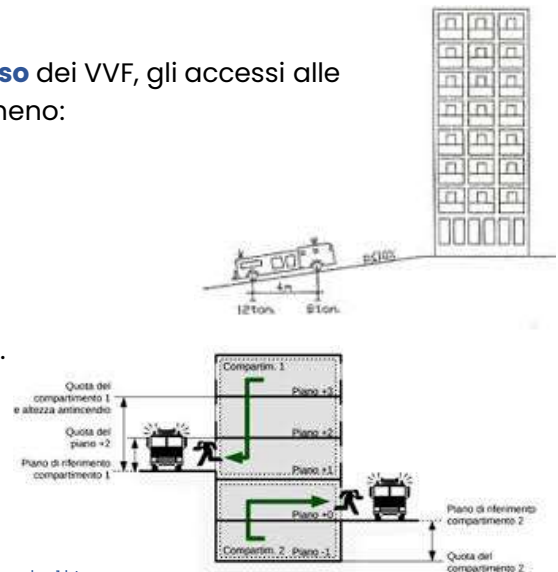 so dei VVF, gli accessi alle
neno:
4m
12ton.
8ton.
.
Compartim. 1
Quota del
compartimento 1
e altezza antincendio
Piano +3
Quota del
piano +2
Piano +2
Piano di riferimento
compartimento 1
Piano +1
Piano +0
Piano di riferimento
compartimento 2
Compartim. 2 Piano -1
Quota del
compartimento 2